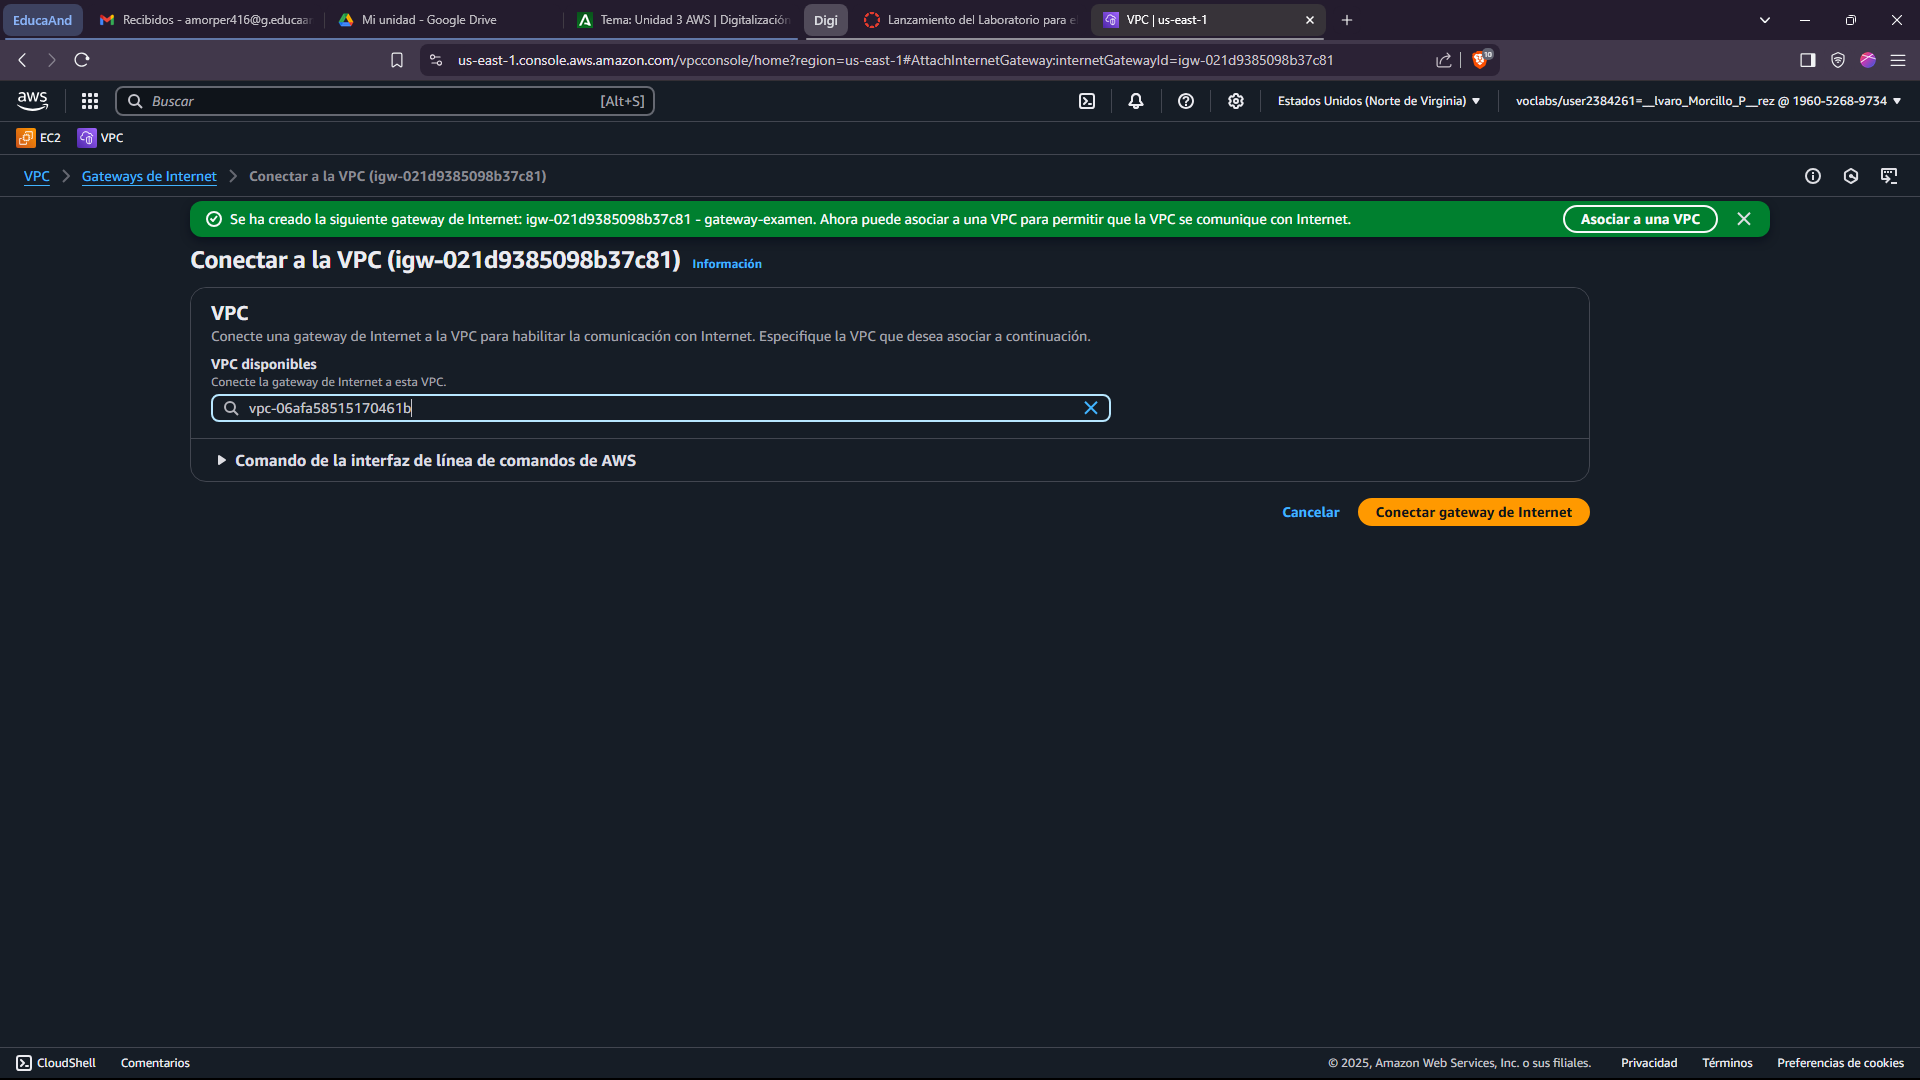 EducaAnd
Recibidos - amorper416@g.educaa
Mi unidad - Google Drive
Tema: Unidad 3 AWS | Digitalización
Digi
Lanzamiento del Laboratorio para e
VPC | us-east-1
us-east-1.console.aws.amazon.com/vpcconsole/home?region=us-east-1#AttachInternetGateway:internetGatewayId=igw-021d9385098b37c81
10
aws
Buscar
[Alt+S]
Estados Unidos (Norte de Virginia)
voclabs/user2384261=__lvaro_Morcillo_P__rez @ 1960-5268-9734
EC2
VPC
VPC
Gateways de Internet
Conectar a la VPC (igw-021d9385098b37c81)
Se ha creado la siguiente gateway de Internet: igw-021d9385098b37c81 - gateway-examen. Ahora puede asociar a una VPC para permitir que la VPC se comunique con Internet.
Asociar a una VPC
Conectar a la VPC (igw-021d9385098b37c81)
Información
VPC
Conecte una gateway de Internet a la VPC para habilitar la comunicación con Internet. Especifique la VPC que desea asociar a continuación.
VPC disponibles
Conecte la gateway de Internet a esta VPC.
vpc-06afa58515170461b
Comando de la interfaz de línea de comandos de AWS
Cancelar
Conectar gateway de Internet
CloudShell
Comentarios
© 2025, Amazon Web Services, Inc. o sus filiales.
Privacidad
Términos
Preferencias de cookies